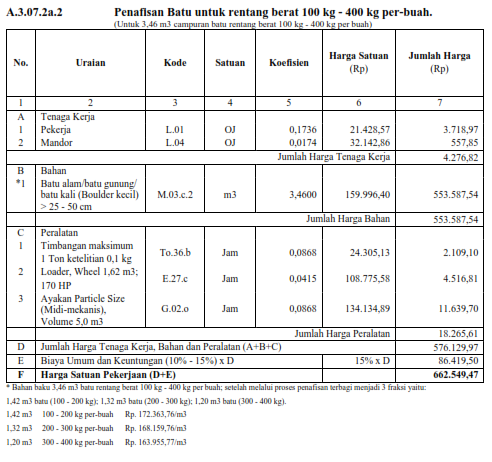 A.3.07.2a.2 Penafisan Batu untuk rentang berat 100 kg - 400 kg per-buah.
(Untuk 3,46 m3 campuran batu rentang berat 100 kg - 400 kg per buah)
No. Uraian Kode Satuan Koefisien Harga Satuan (Rp) Jumlah Harga (Rp)
1 2 3 4 5 6 7
A Tenaga Kerja
1 Pekerja L.01 OJ 0,1736 21.428,57 3.718,97
2 Mandor L.04 OJ 0,0174 32.142,86 557,85
Jumlah Harga Tenaga Kerja 4.276,82
B Bahan
*1 Batu alam/batu gunung/
batu kali (Boulder kecil) M.03.c.2 m3 3,4600 159.996,40 553.587,54
> 25 - 50 cm
Jumlah Harga Bahan 553.587,54
C Peralatan
1 Timbangan maksimum
1 Ton ketelitian 0,1 kg To.36.b Jam 0,0868 24.305,13 2.109,10
2 Loader, Wheel 1,62 m3;
170 HP E.27.c Jam 0,0415 108.775,58 4.516,81
3 Ayakan Particle Size
(Midi-mekanis), G.02.o Jam 0,0868 134.134,89 11.639,70
Volume 5,0 m3
Jumlah Harga Peralatan 18.265,61
D Jumlah Harga Tenaga Kerja, Bahan dan Peralatan (A+B+C) 576.129,97
E Biaya Umum dan Keuntungan (10% - 15%) x D 15% x D 86.419,50
F Harga Satuan Pekerjaan (D+E) 662.549,47
* Bahan baku 3,46 m3 batu rentang berat 100 kg - 400 kg per buah; setelah melalui proses penafisan terbagi menjadi 3 fraksi yaitu:
1,42 m3 batu (100 - 200 kg); 1,32 m3 batu (200 - 300 kg); 1,20 m3 batu (300 - 400 kg).
1,42 m3 100 - 200 kg per-buah Rp. 172.363,76/m3
1,32 m3 200 - 300 kg per-buah Rp. 168.159,76/m3
1,20 m3 300 - 400 kg per-buah Rp. 163.955,77/m3